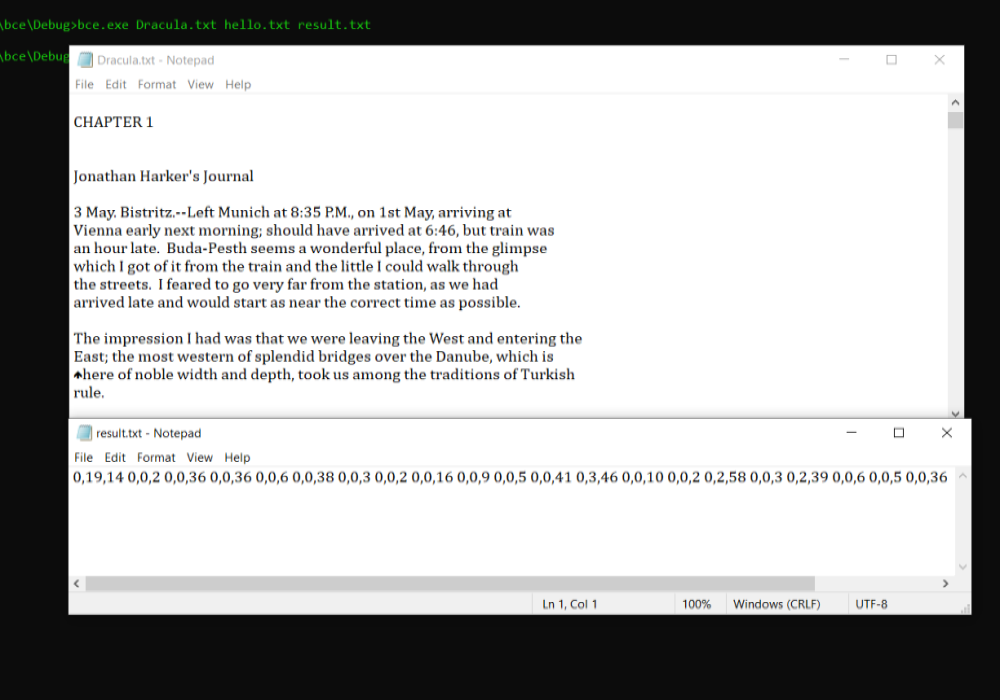 \bce\Debug>bce.exe Dracula.txt hello.txt result.txt
\bce\Debug
Dracula.txt - Notepad
File Edit Format View Help
CHAPTER 1
Jonathan Harker's Journal
3 May. Bistritz.--Left Munich at 8:35 P.M., on 1st May, arriving at
Vienna early next morning; should have arrived at 6:46, but train was
an hour late.  Buda-Pesth seems a wonderful place, from the glimpse
which I got of it from the train and the little I could walk through
the streets.  I feared to go very far from the station, as we had
arrived late and would start as near the correct time as possible.
The impression I had was that we were leaving the West and entering the
East; the most western of splendid bridges over the Danube, which is
here of noble width and depth, took us among the traditions of Turkish
rule.
result.txt - Notepad
File Edit Format View Help
0,19,14 0,0,2 0,0,36 0,0,36 0,0,6 0,0,38 0,0,3 0,0,2 0,0,16 0,0,9 0,0,5 0,0,41 0,3,46 0,0,10 0,0,2 0,2,58 0,0,3 0,2,39 0,0,6 0,0,5 0,0,36
Ln 1, Col 1 100% Windows (CRLF) UTF-8